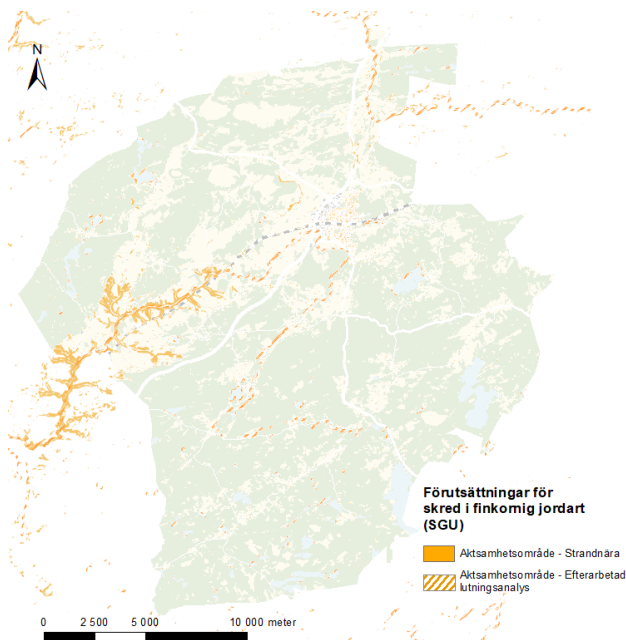 N
Förutsättningar för
skred i finkornig jordart
(SGU)
Aktsamhetsområde - Strandnära
Aktsamhetsområde - Efterarbetad
lutningsanalys
0 2 500 5 000 10 000 meter